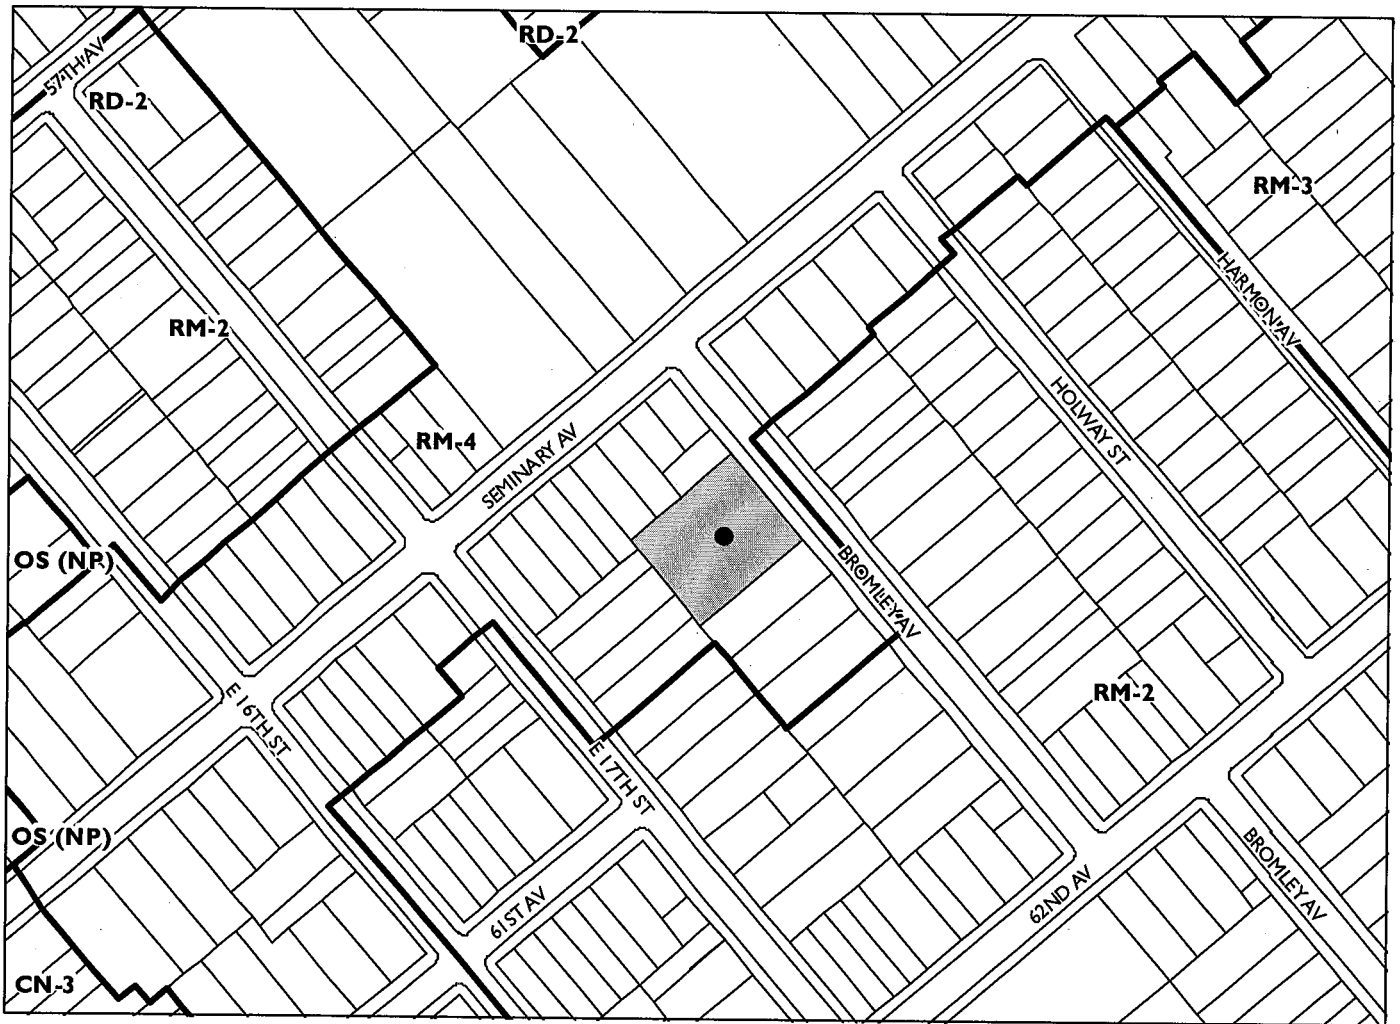 RD-2
57TH AV
RD-2
RM-3
HARMON AV
RM-2
HOLWAY ST
RM-4
SEMINARY AV
OS (NP)
BROMLEY AV
E 16TH ST
RM-2
E 17TH ST
OS (NP)
BROMLEY AV
62ND AV
61ST AV
CN-3